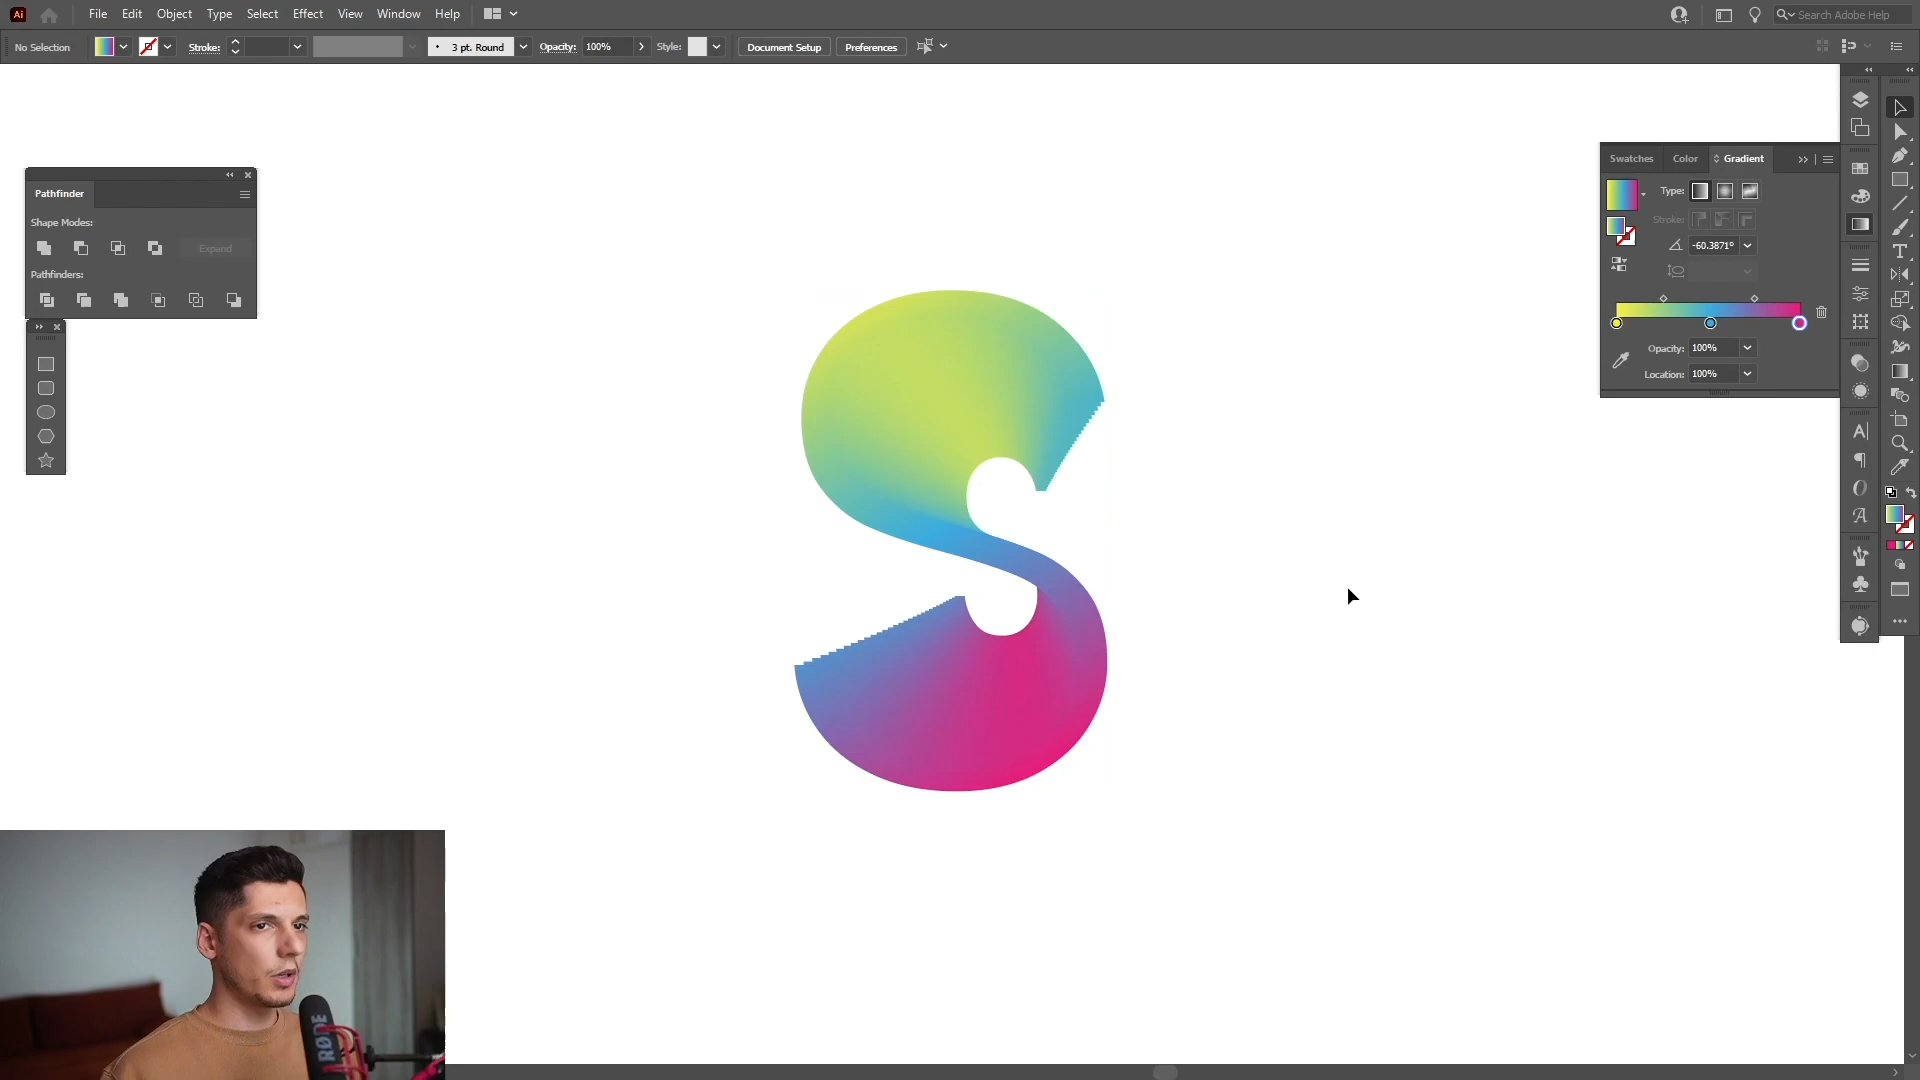 Ai File Edit Object Type Select Effect View Window Help Search Adobe Help
No Selection Stroke: 3 pt. Round Opacity: 100% Style: Document Setup Preferences
Pathfinder
Shape Modes:
Expand
Pathfinders:
Swatches Color Gradient
Type:
Stroke:
-60.3871°
Opacity: 100%
Location: 100%
RØDE